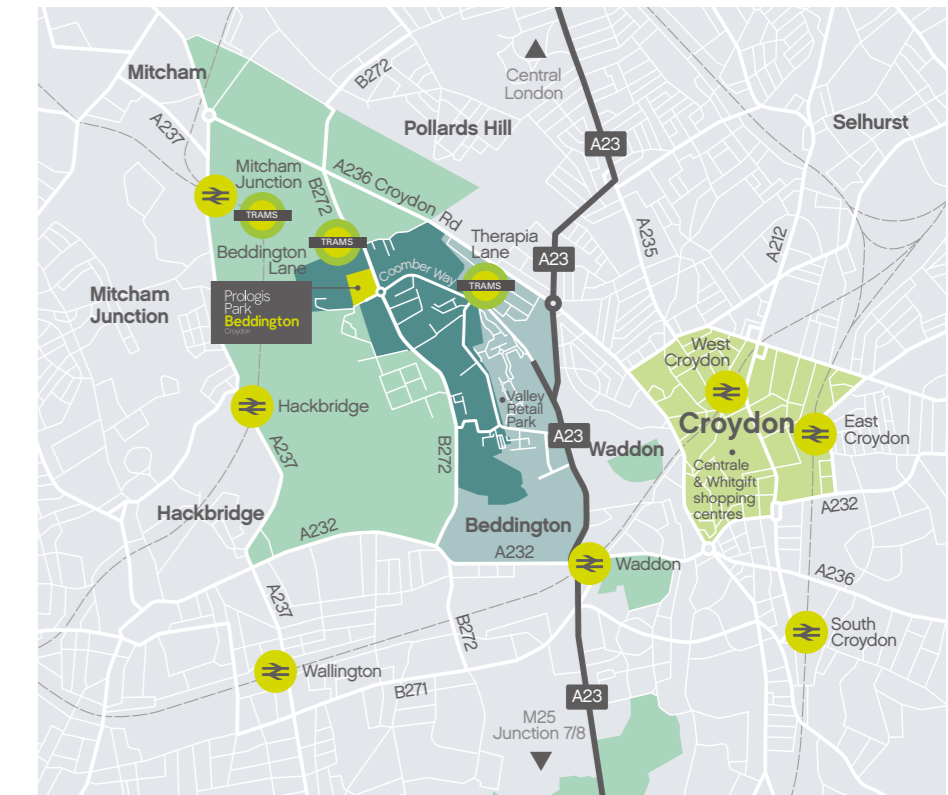 Mitcham
B272
Central
London
Pollards Hill
Selhurst
A237
A23
Mitcham
Junction
B272
A236 Croydon Rd
TRAMS
A235
A212
Beddington
Lane
TRAMS
Therapia
Lane
A23
Coomber Way
TRAMS
Mitcham
Junction
Prologis
Park
Beddington
Croydon
West
Croydon
Hackbridge
Valley
Retail
Park
Croydon
East
Croydon
A23
Waddon
A237
B272
Centrale
& Whitgift
shopping
centres
Hackbridge
A232
Beddington
A232
A232
Waddon
A236
A237
B272
South
Croydon
Wallington
B271
A23
M25
Junction 7/8